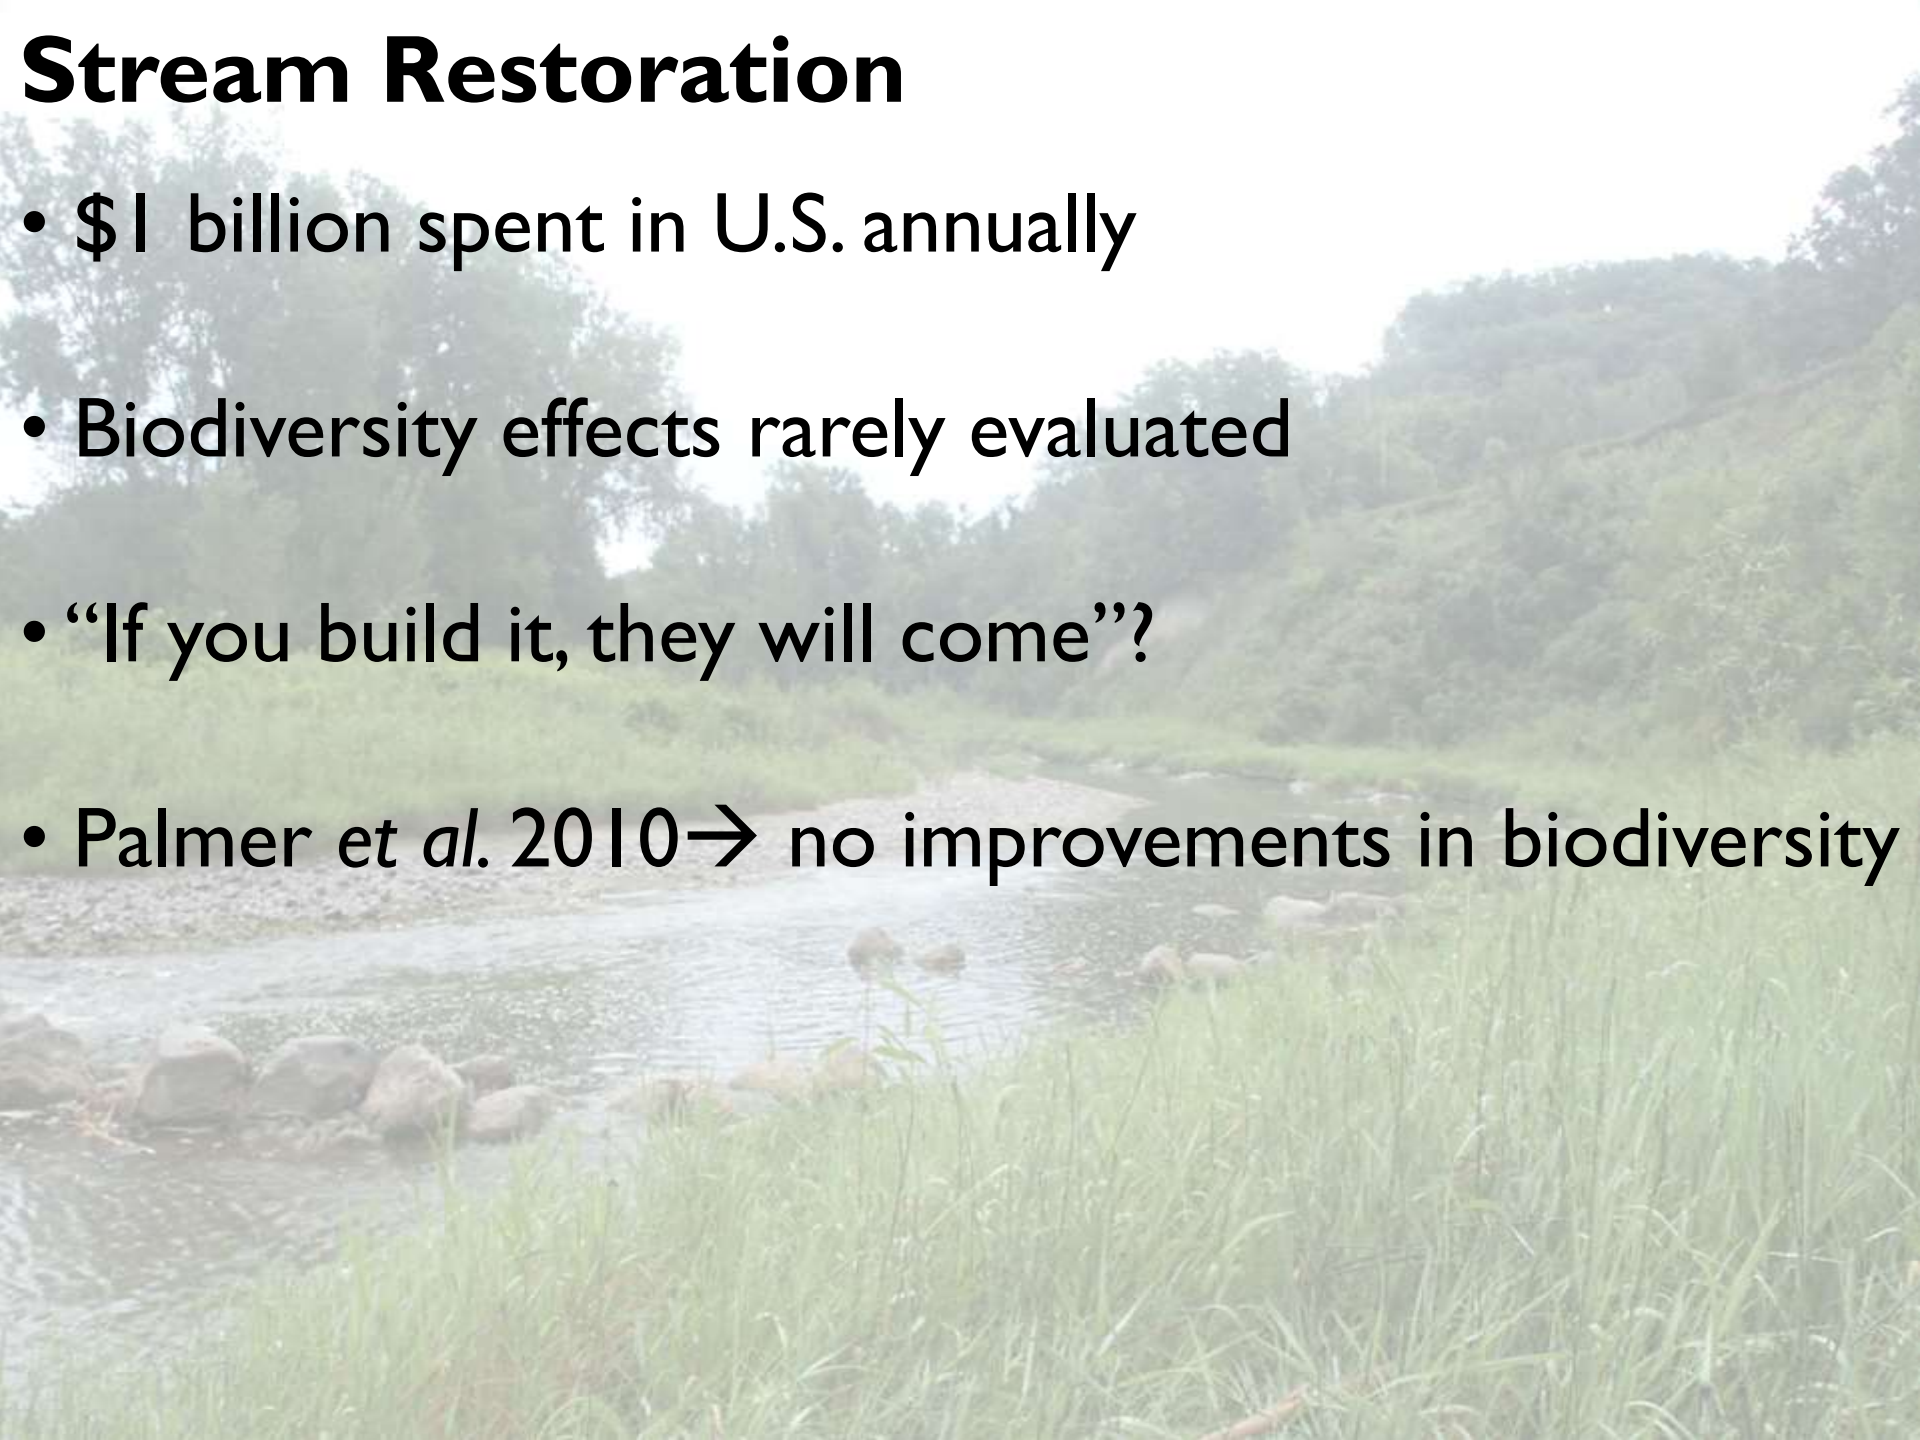 Stream Restoration
• $1 billion spent in U.S. annually
• Biodiversity effects rarely evaluated
• “If you build it, they will come”?
• Palmer et al. 2010→ no improvements in biodiversity